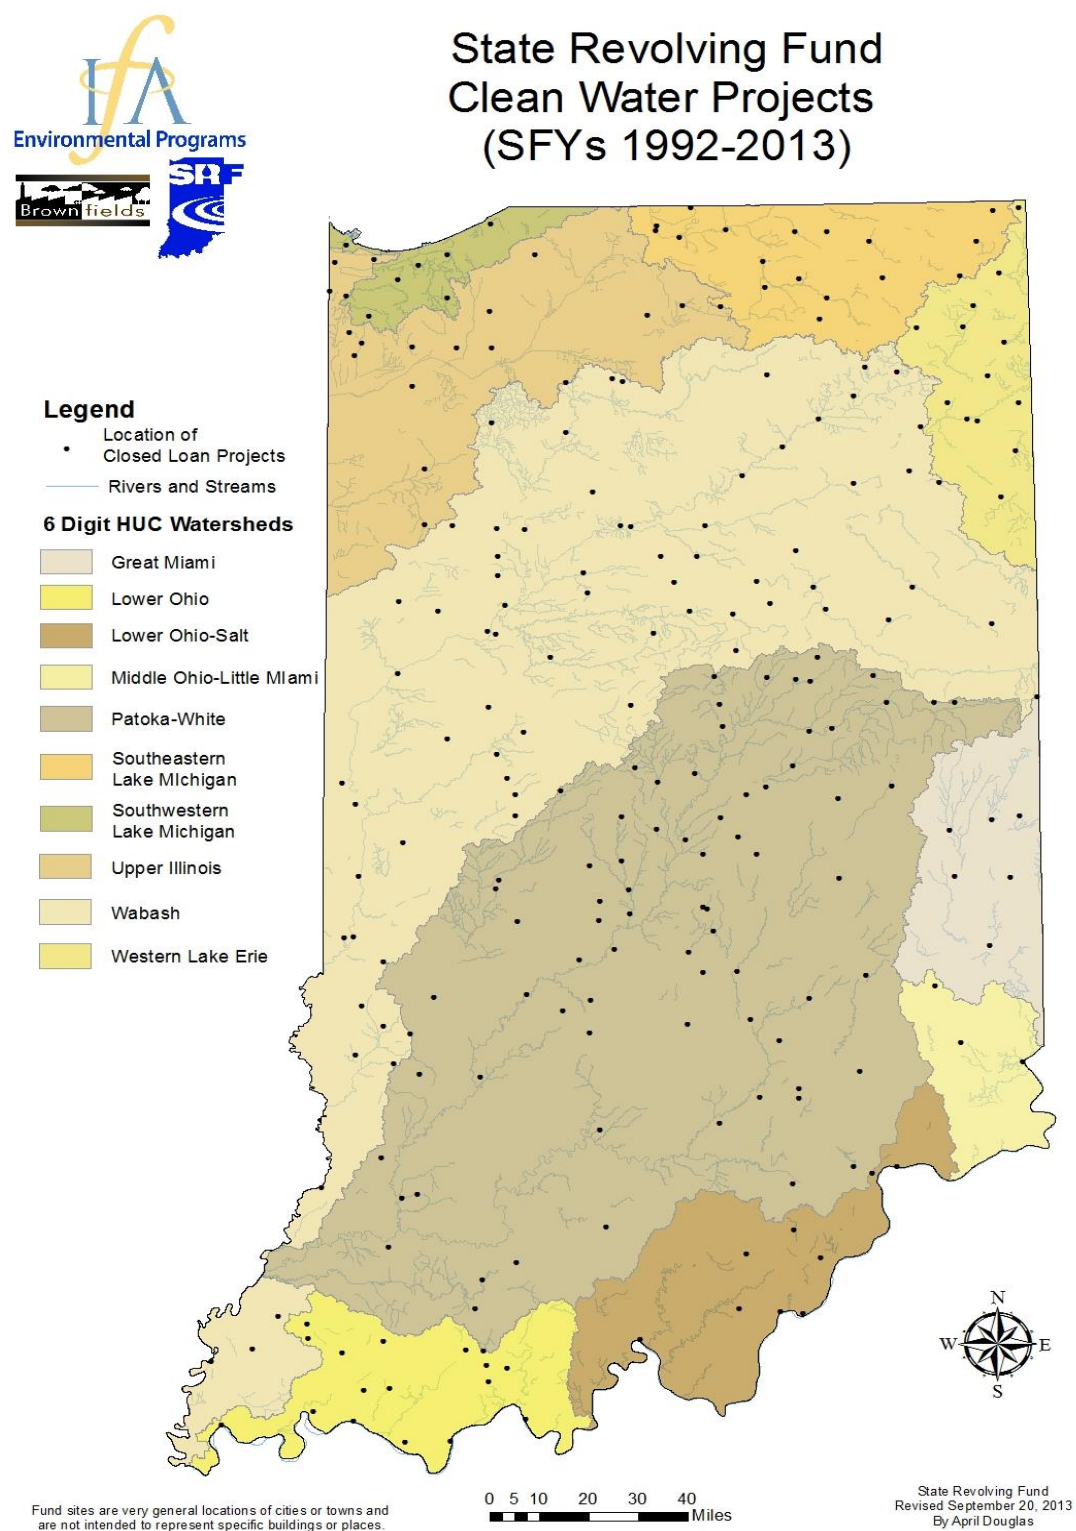 IfA
Environmental Programs
Brownfields
SRF
State Revolving Fund
Clean Water Projects
(SFYs 1992-2013)
Legend
Location of
Closed Loan Projects
Rivers and Streams
6 Digit HUC Watersheds
Great Miami
Lower Ohio
Lower Ohio-Salt
Middle Ohio-Little MIami
Patoka-White
Southeastern
Lake MIchigan
Southwestern
Lake Michigan
Upper Illinois
Wabash
Western Lake Erie
N
W E
S
0 5 10 20 30 40
Miles
Fund sites are very general locations of cities or towns and
are not intended to represent specific buildings or places.
State Revolving Fund
Revised September 20, 2013
By April Douglas